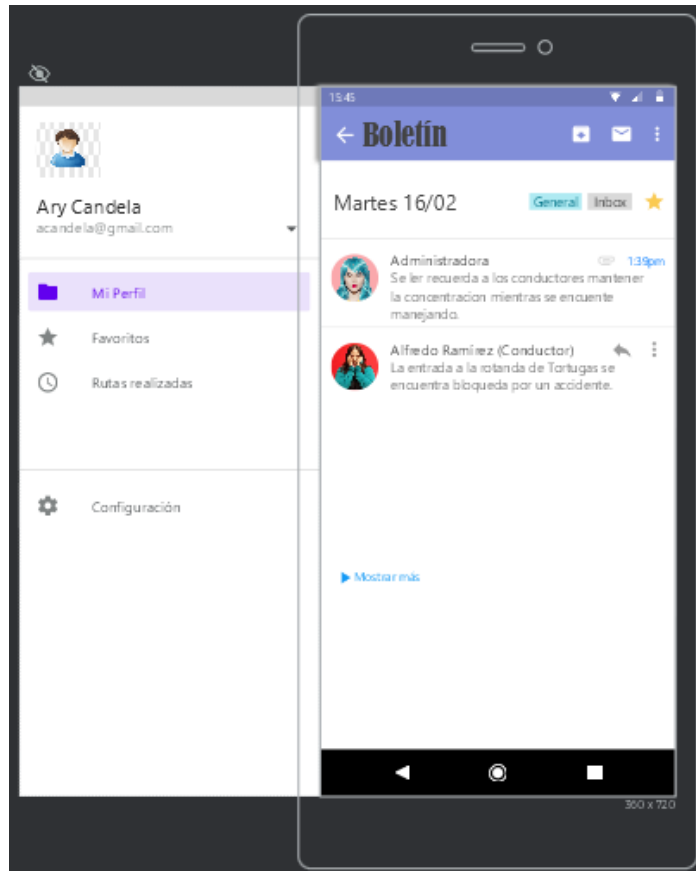 Ary Candela
acandela@gmail.com
Mi Perfil
Favoritos
Rutas realizadas
Configuración
15:45
Boletín
Martes 16/02
General
Inbox
Administradora
1:39pm
Se ler recuerda a los conductores mantener
la concentracion mientras se encuente
manejando.
Alfredo Ramírez (Conductor)
La entrada a la rotanda de Tortugas se
encuentra bloqueda por un accidente.
Mostrar más
360 x 720